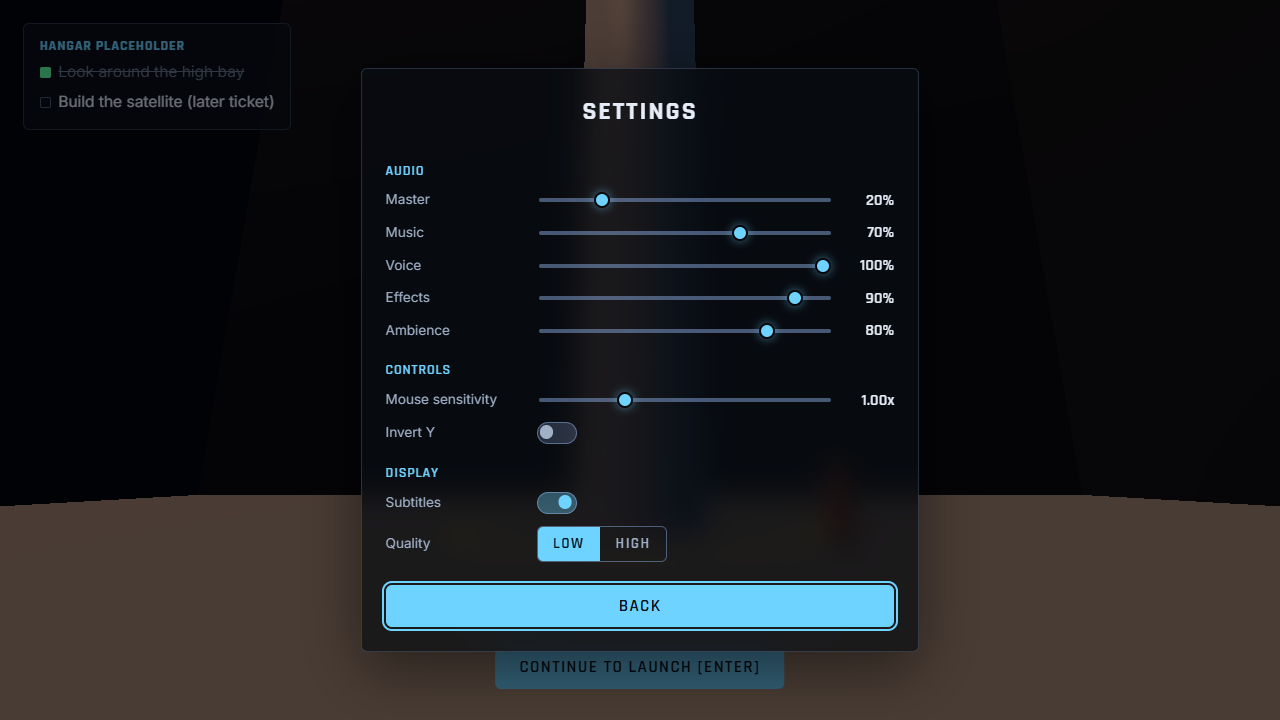 HANGAR PLACEHOLDER
Look around the high bay
Build the satellite (later ticket)
SETTINGS
AUDIO
Master 20%
Music 70%
Voice 100%
Effects 90%
Ambience 80%
CONTROLS
Mouse sensitivity 1.00x
Invert Y
DISPLAY
Subtitles
Quality LOW HIGH
BACK
CONTINUE TO LAUNCH [ENTER]